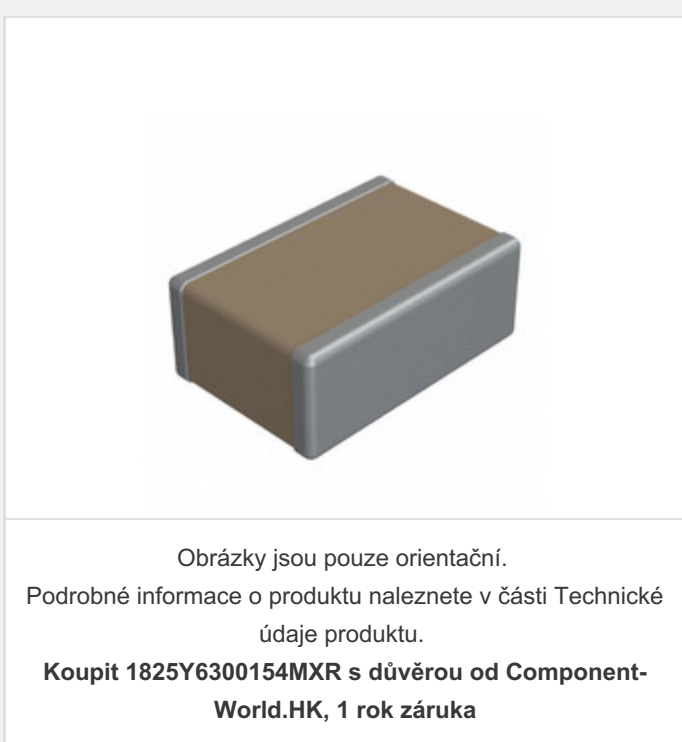 Obrázky jsou pouze orientační.
Podrobné informace o produktu naleznete v části Technické
údaje produktu.
Koupit 1825Y6300154MXR s důvěrou od Component-
World.HK, 1 rok záruka